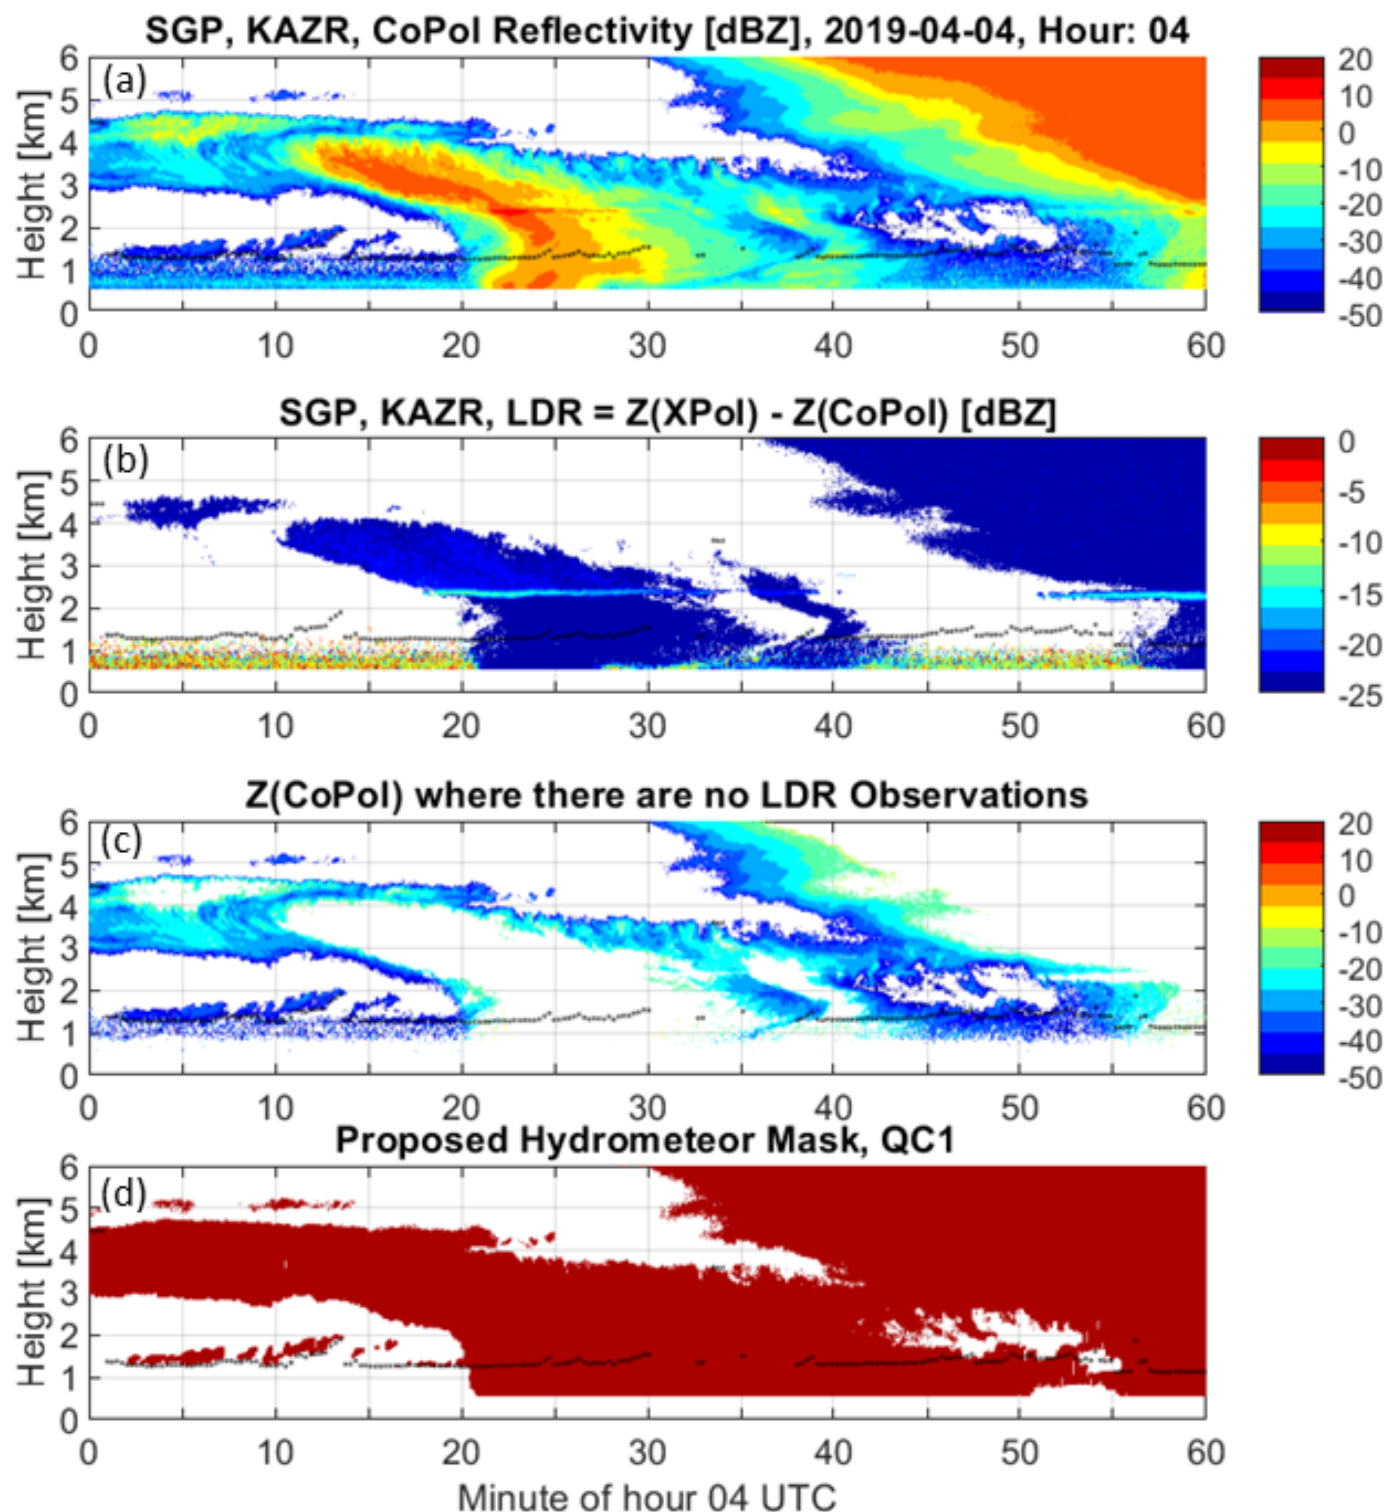 SGP, KAZR, CoPol Reflectivity [dBZ], 2019-04-04, Hour: 04
(a)
Height [km]
6
5
4
3
2
1
0
0 10 20 30 40 50 60
20
10
0
-10
-20
-30
-40
-50
SGP, KAZR, LDR = Z(XPol) - Z(CoPol) [dBZ]
(b)
Height [km]
6
5
4
3
2
1
0
0 10 20 30 40 50 60
0
-5
-10
-15
-20
-25
Z(CoPol) where there are no LDR Observations
(c)
Height [km]
6
5
4
3
2
1
0
0 10 20 30 40 50 60
20
10
0
-10
-20
-30
-40
-50
Proposed Hydrometeor Mask, QC1
(d)
Height [km]
6
5
4
3
2
1
0
0 10 20 30 40 50 60
Minute of hour 04 UTC